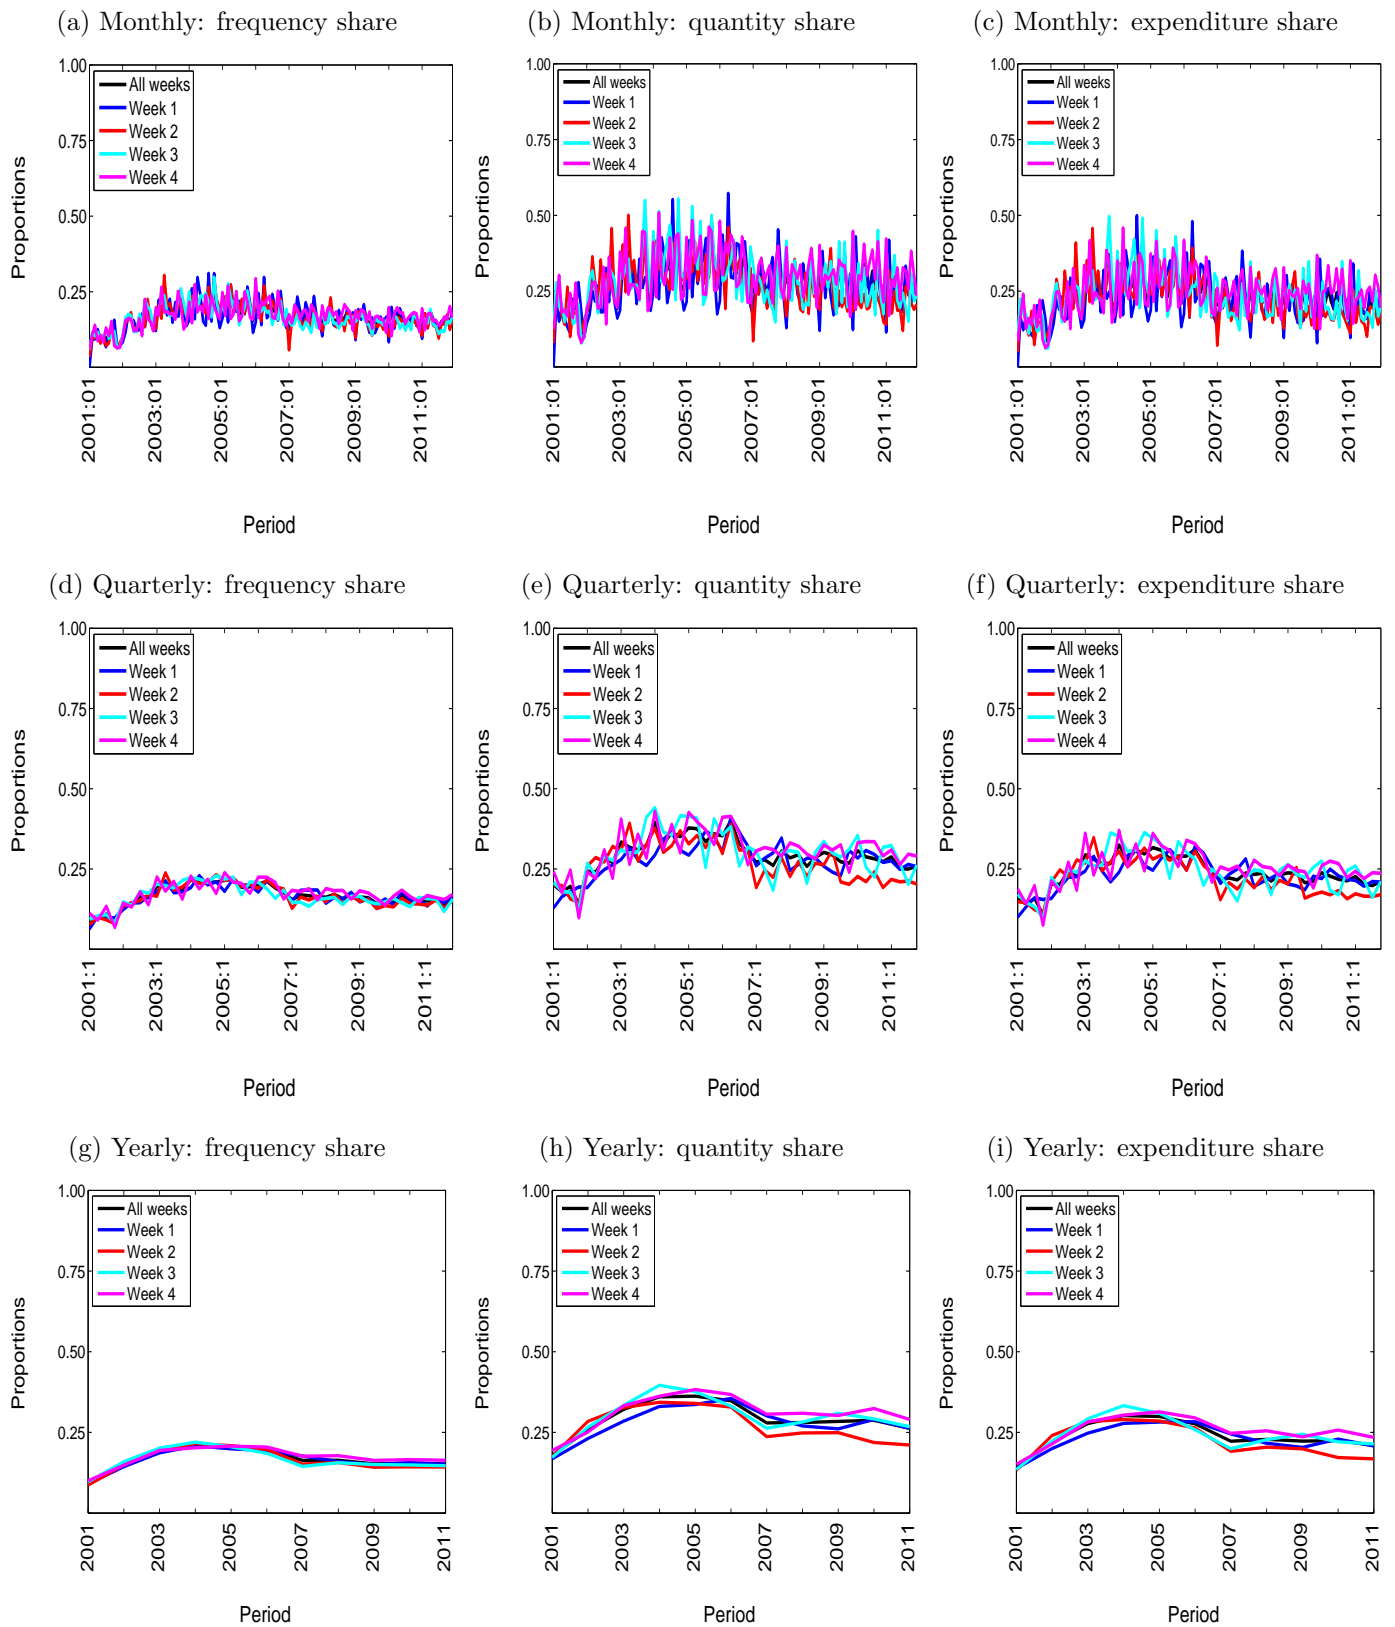 (a) Monthly: frequency share
(b) Monthly: quantity share
(c) Monthly: expenditure share
Proportions
1.00
0.75
0.50
0.25
All weeks
Week 1
Week 2
Week 3
Week 4
2001:01
2003:01
2005:01
2007:01
2009:01
2011:01
Period
Proportions
1.00
0.75
0.50
0.25
All weeks
Week 1
Week 2
Week 3
Week 4
2001:01
2003:01
2005:01
2007:01
2009:01
2011:01
Period
Proportions
1.00
0.75
0.50
0.25
All weeks
Week 1
Week 2
Week 3
Week 4
2001:01
2003:01
2005:01
2007:01
2009:01
2011:01
Period
(d) Quarterly: frequency share
(e) Quarterly: quantity share
(f) Quarterly: expenditure share
Proportions
1.00
0.75
0.50
0.25
All weeks
Week 1
Week 2
Week 3
Week 4
2001:1
2003:1
2005:1
2007:1
2009:1
2011:1
Period
Proportions
1.00
0.75
0.50
0.25
All weeks
Week 1
Week 2
Week 3
Week 4
2001:1
2003:1
2005:1
2007:1
2009:1
2011:1
Period
Proportions
1.00
0.75
0.50
0.25
All weeks
Week 1
Week 2
Week 3
Week 4
2001:1
2003:1
2005:1
2007:1
2009:1
2011:1
Period
(g) Yearly: frequency share
(h) Yearly: quantity share
(i) Yearly: expenditure share
Proportions
1.00
0.75
0.50
0.25
All weeks
Week 1
Week 2
Week 3
Week 4
2001
2003
2005
2007
2009
2011
Period
Proportions
1.00
0.75
0.50
0.25
All weeks
Week 1
Week 2
Week 3
Week 4
2001
2003
2005
2007
2009
2011
Period
Proportions
1.00
0.75
0.50
0.25
All weeks
Week 1
Week 2
Week 3
Week 4
2001
2003
2005
2007
2009
2011
Period